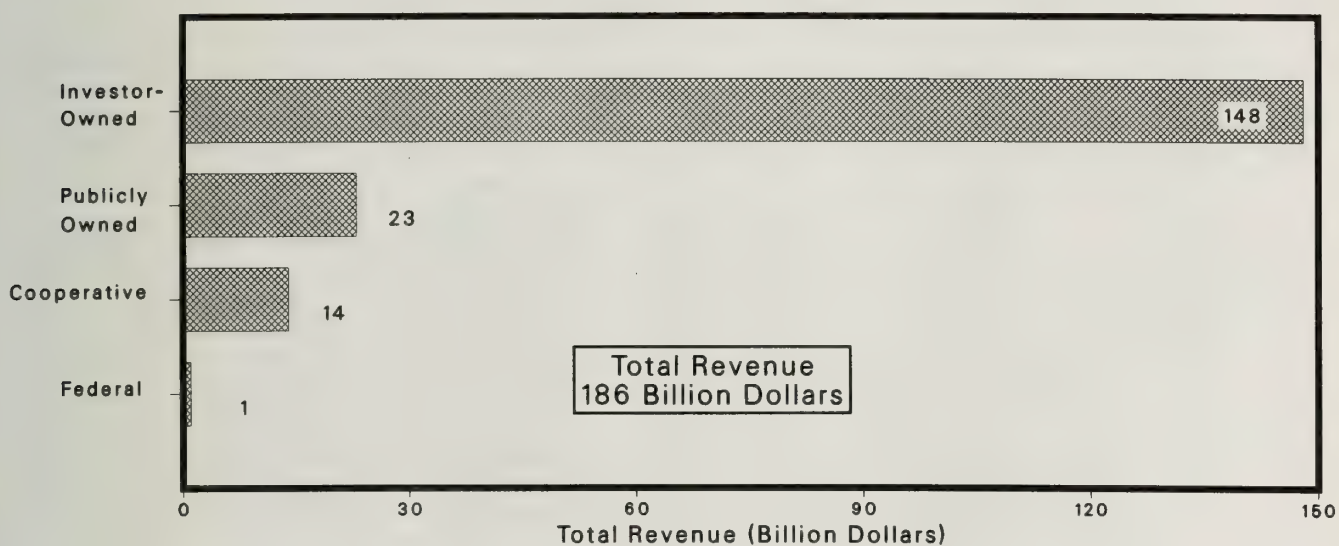 Investor-
Owned
148
Publicly
Owned
23
Cooperative
14
Federal
1
Total Revenue
186 Billion Dollars
0 30 60 90 120 150
Total Revenue (Billion Dollars)